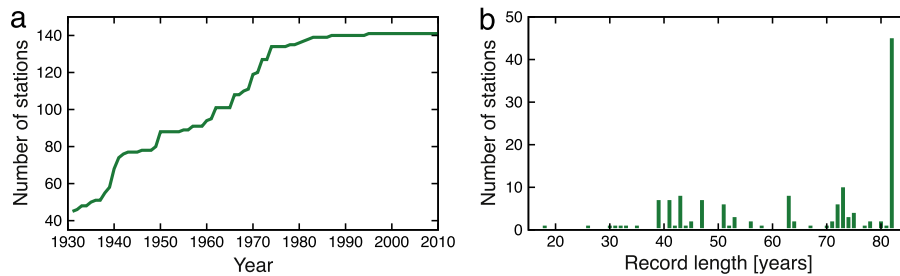 a
Number of stations
140
120
100
80
60
40
1930 1940 1950 1960 1970 1980 1990 2000 2010
Year
b
Number of stations
50
40
30
20
10
0
20 30 40 50 60 70 80
Record length [years]